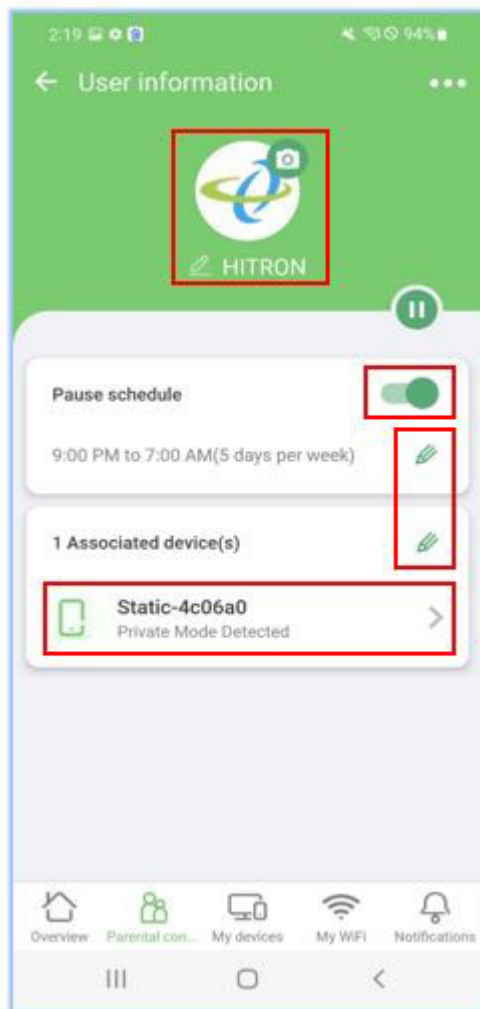 2:19 94%
User information
HITRON
Pause schedule
9:00 PM to 7:00 AM(5 days per week)
1 Associated device(s)
Static-4c06a0
Private Mode Detected
Overview Parental con... My devices My WiFi Notifications